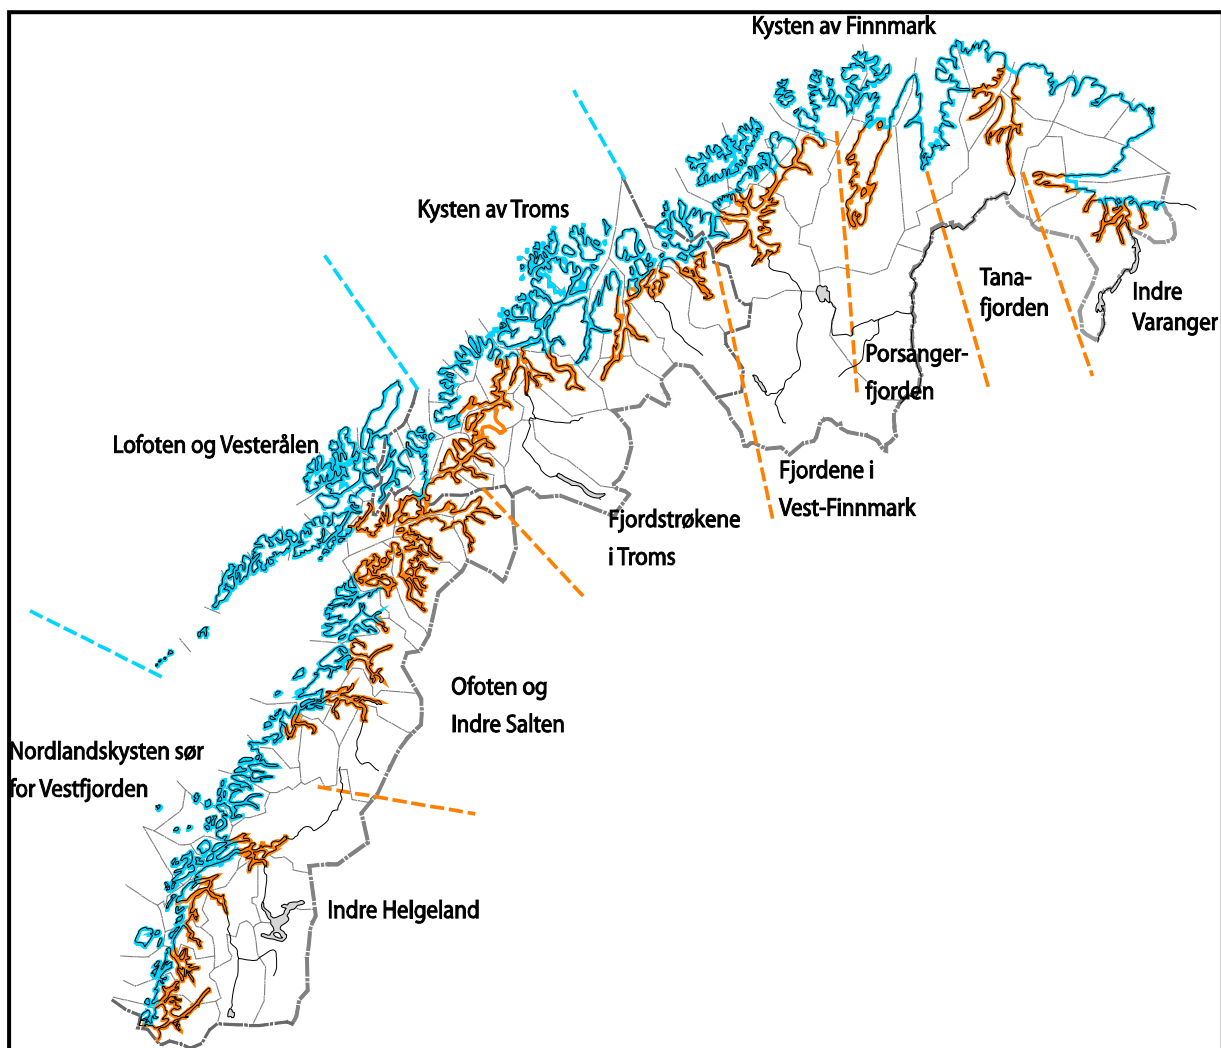 Kysten av Finnmark
Kysten av Troms
Tana-
fjorden
Indre
Varanger
Porsanger-
fjorden
Lofoten og Vesterålen
Fjordene i
Vest-Finnmark
Fjordstrøkene
i Troms
Ofoten og
Indre Salten
Nordlandskysten sør
for Vestfjorden
Indre Helgeland